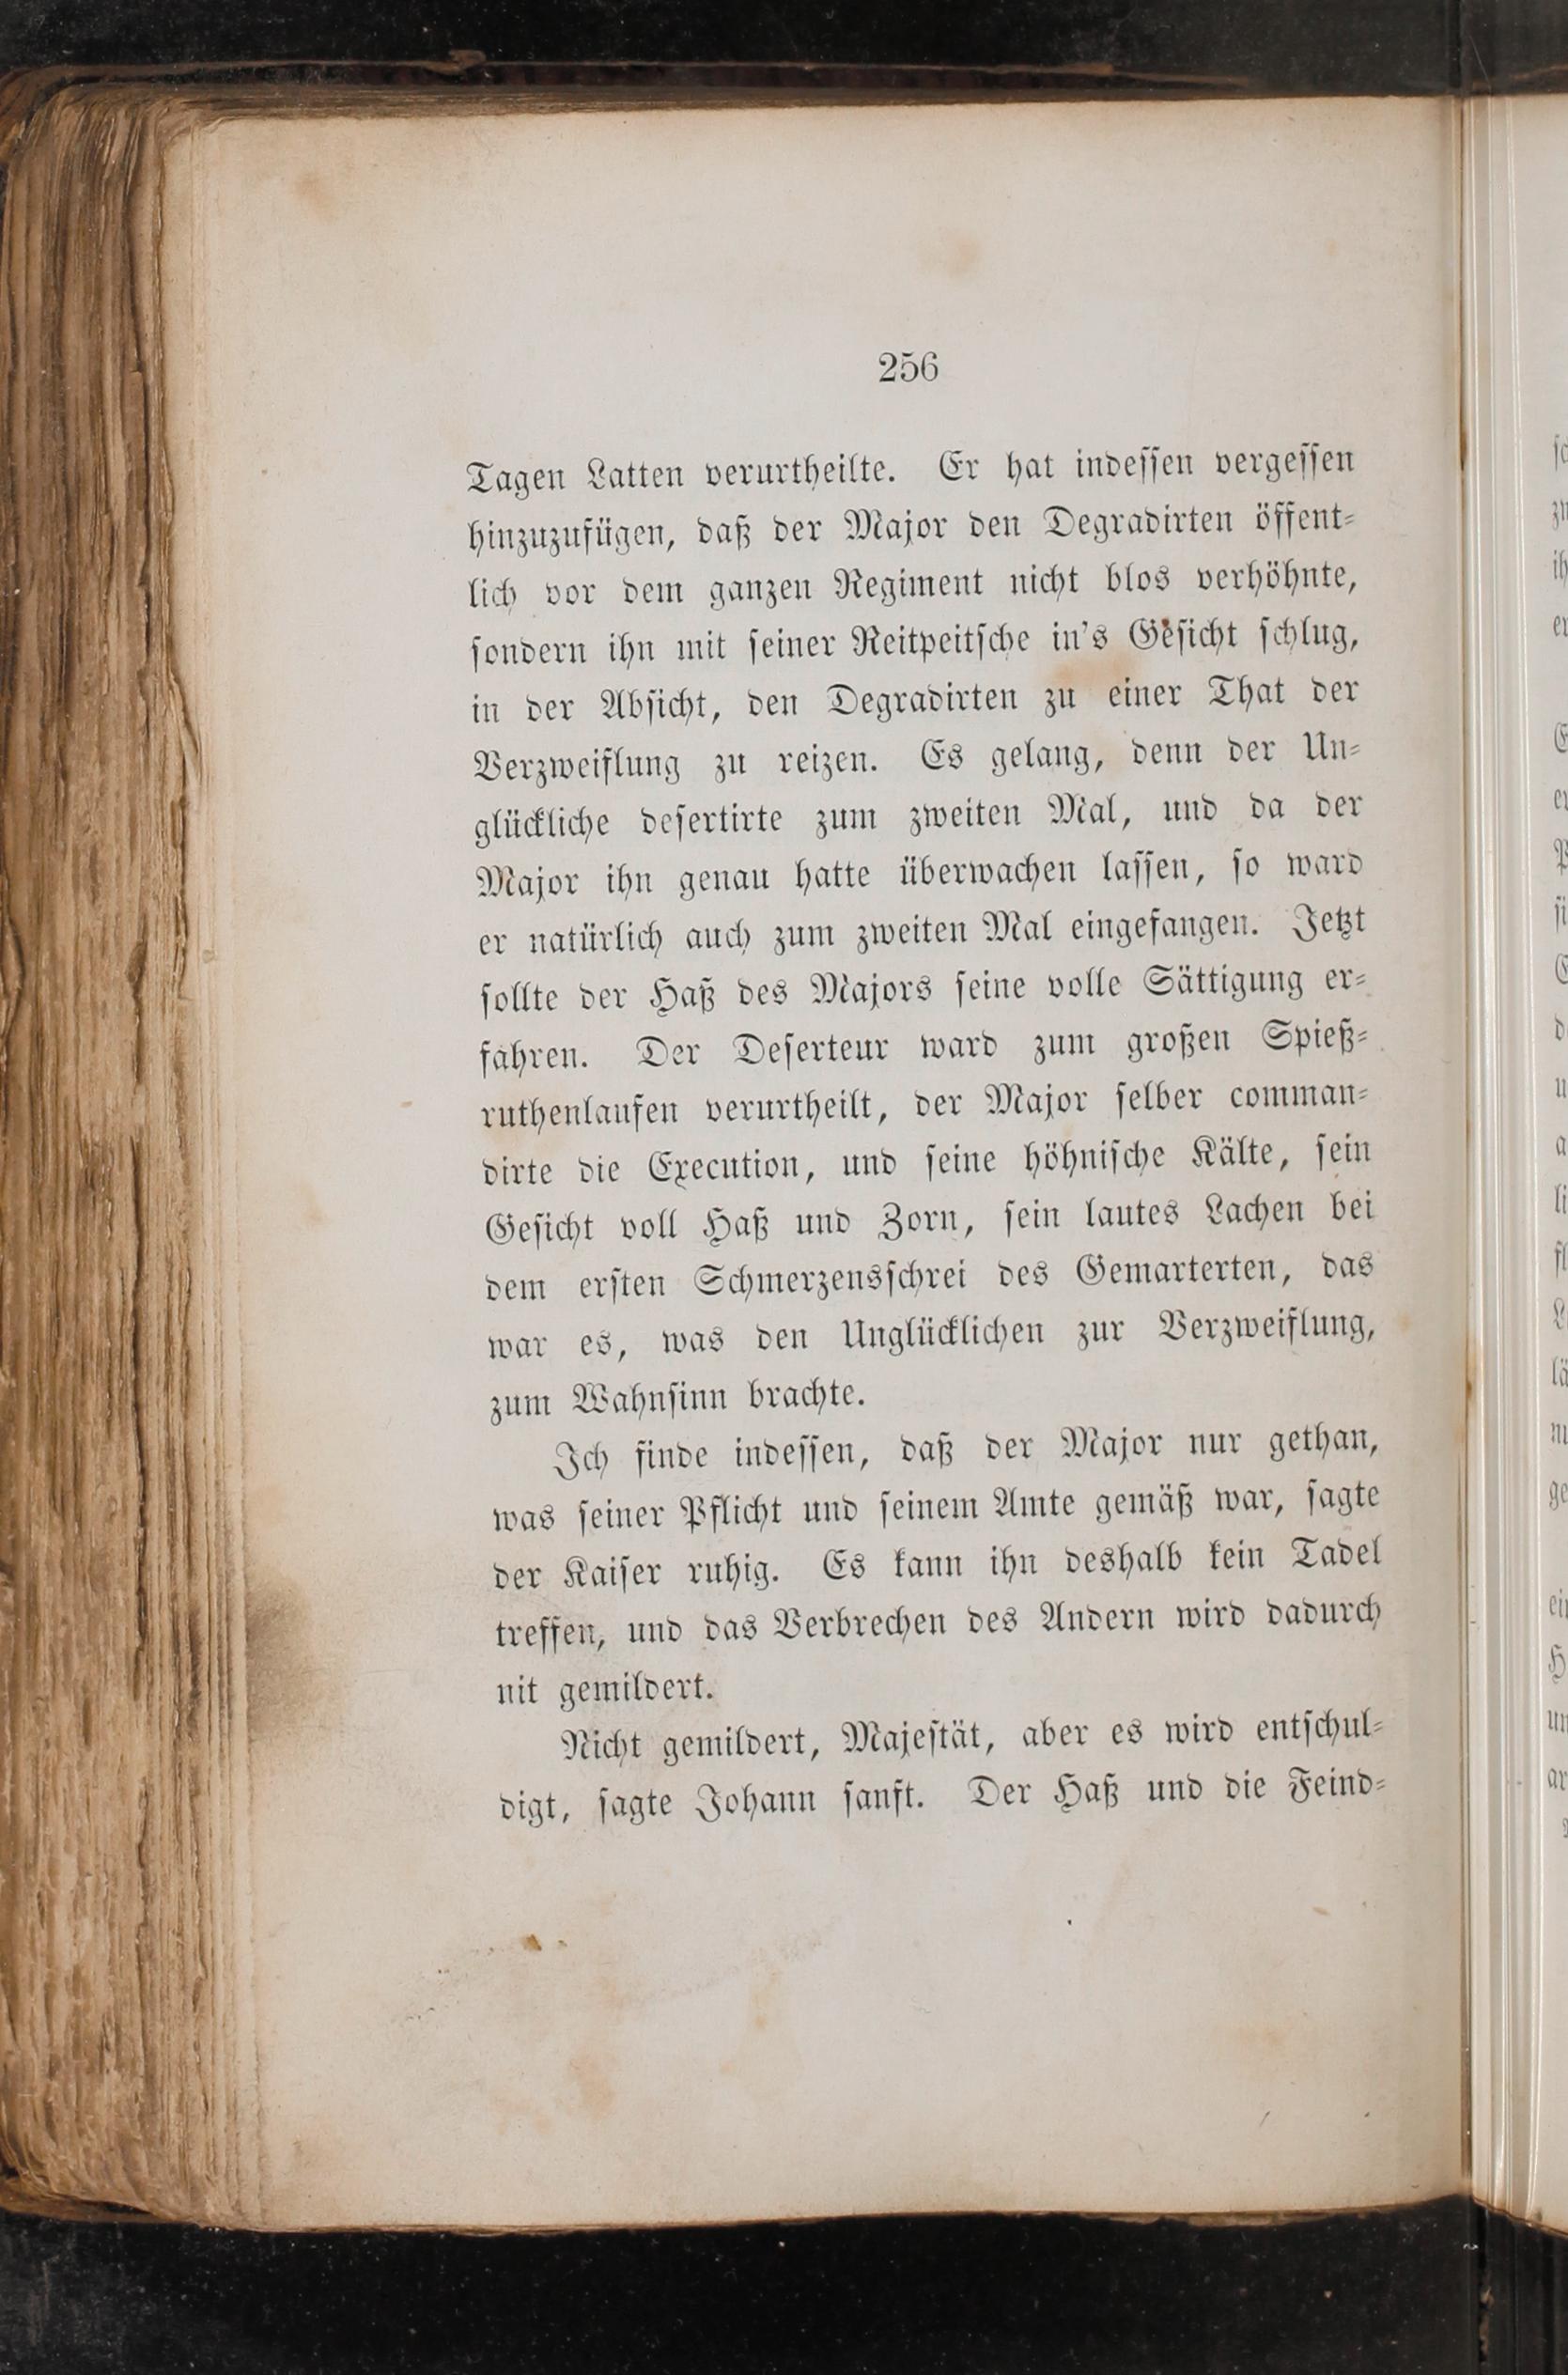 256
Tagen Latten verurtheilte. Er hat indeſſen vergeſſen
hinzuzufügen, daß der Major den Degradirten öffent⸗
lich vor dem ganzen Regiment nicht blos verhöhnte,
ſondern ihn mit ſeiner Reitpeitſche in's Geſicht ſchlug,
in der Abſicht, den Degradirten zu einer That der
Verzweiflung zu reizen. Es gelang, denn der Un⸗
glückliche deſertirte zum zweiten Mal, und da der
Major ihn genau hatte überwachen laſſen, ſo ward
er natürlich auch zum zweiten Mal eingefangen. Jetzt
ſollte der Haß des Majors ſeine volle Sättigung er⸗
fahren. Der Deſerteur ward zum großen Spieß⸗
ruthenlaufen verurtheilt, der Major ſelber comman⸗
dirte die Execution, und ſeine höhniſche Kälte, ſein
Geſicht voll Haß und Zorn, ſein lautes Lachen bei
dem erſten Schmerzensſchrei des Gemarterten, das
war es, was den Unglücklichen zur Verzweiflung,
zum Wahnſinn brachte.
Ich finde indeſſen, daß der Major nur gethan,
was ſeiner Pflicht und ſeinem Amte gemäß war, ſagte
der Kaiſer ruhig. Es kann ihn deshalb kein Tadel
treffen, und das Verbrechen des Andern wird dadurch
nit gemildert.
Nicht gemildert, Majeſtät, aber es wird entſchul⸗
digt, ſagte Johann ſanft. Der Haß und die Feind⸗